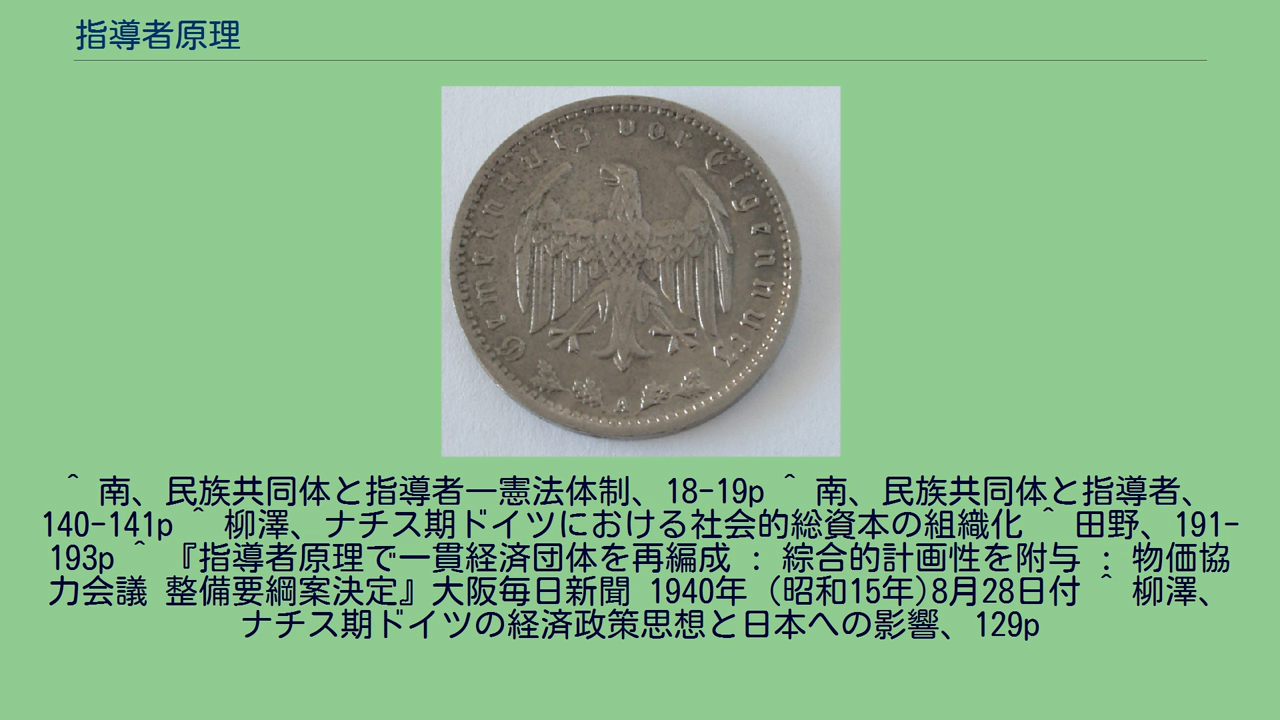 指導者原理
Gemeinnutz vor Eigennutz
A
^ 南、民族共同体と指導者―憲法体制、18-19p ^ 南、民族共同体と指導者、
140-141p ^ 柳澤、ナチス期ドイツにおける社会的総資本の組織化 ^ 田野、191-
193p ^ 『指導者原理で一貫経済団体を再編成 : 綜合的計画性を附与 : 物価協
力会議 整備要綱案決定』大阪毎日新聞 1940年 (昭和15年)8月28日付 ^ 柳澤、
ナチス期ドイツの経済政策思想と日本への影響、129p